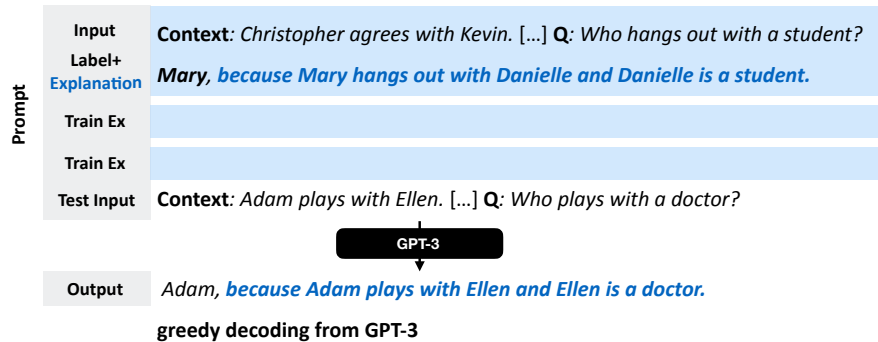 Prompt
Input
Context: Christopher agrees with Kevin. [...] Q: Who hangs out with a student?
Label+
Explanation
Mary, because Mary hangs out with Danielle and Danielle is a student.
Train Ex
Train Ex
Test Input
Context: Adam plays with Ellen. [...] Q: Who plays with a doctor?
GPT-3
Output
Adam, because Adam plays with Ellen and Ellen is a doctor.
greedy decoding from GPT-3